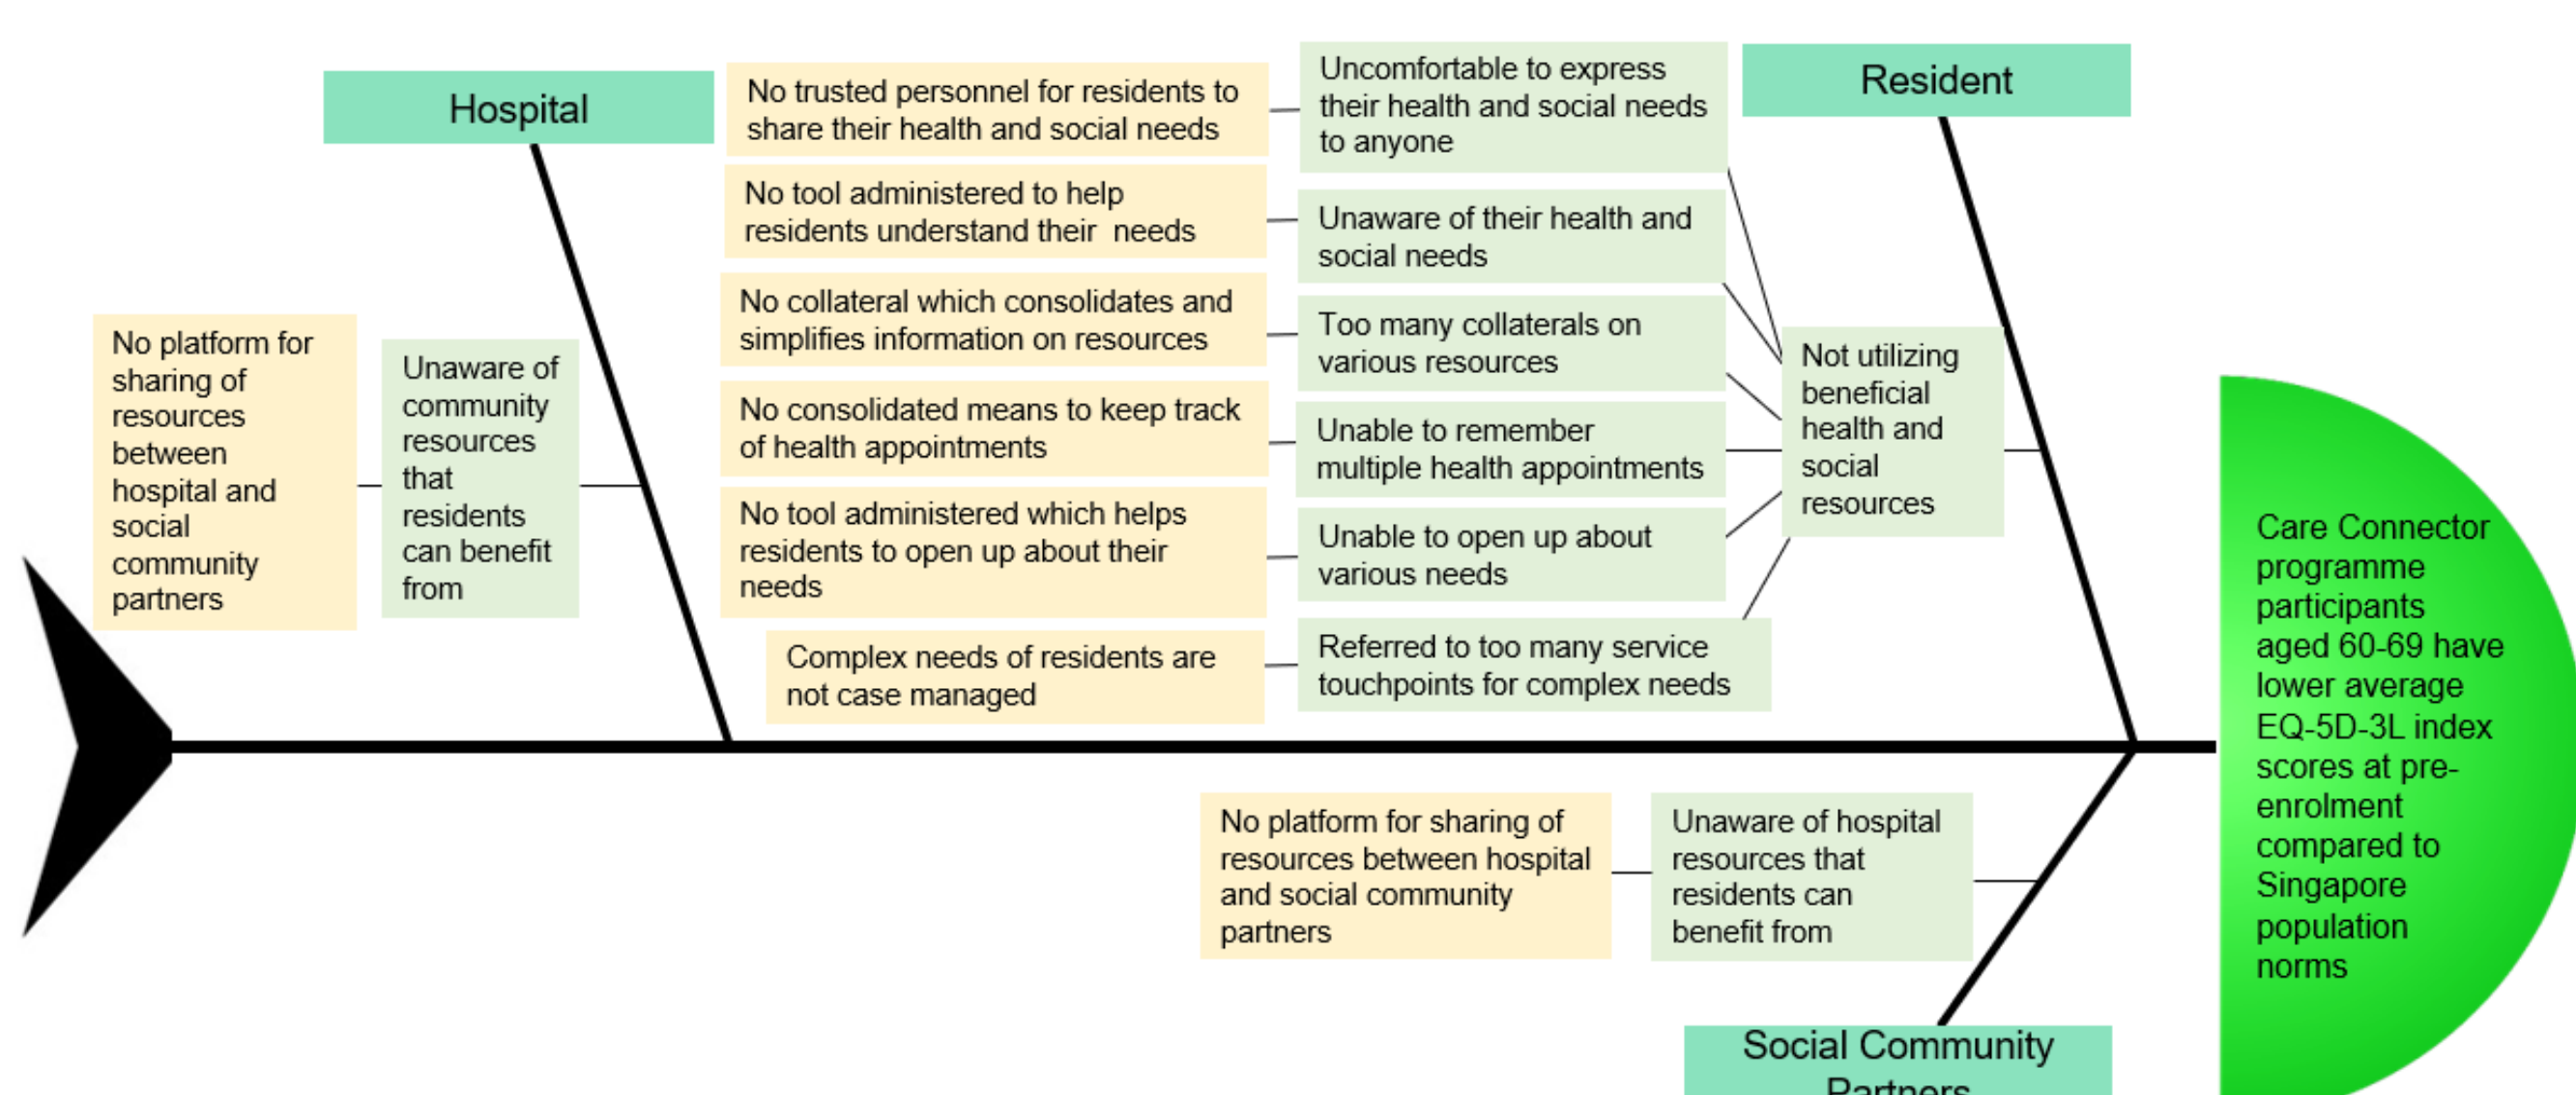 Hospital
No platform for
sharing of
resources
between
hospital and
social
community
partners
Unaware of
community
resources
that
residents
can benefit
from
No trusted personnel for residents to
share their health and social needs
No tool administered to help
residents understand their  needs
No collateral which consolidates and
simplifies information on resources
No consolidated means to keep track
of health appointments
No tool administered which helps
residents to open up about their
needs
Complex needs of residents are
not case managed
Uncomfortable to express
their health and social needs
to anyone
Unaware of their health and
social needs
Too many collaterals on
various resources
Unable to remember
multiple health appointments
Unable to open up about
various needs
Referred to too many service
touchpoints for complex needs
Resident
Not utilizing
beneficial
health and
social
resources
No platform for sharing of
resources between hospital
and social community
partners
Unaware of hospital
resources that
residents can
benefit from
Social Community
Partners
Care Connector
programme
participants
aged 60-69 have
lower average
EQ-5D-3L index
scores at pre-
enrolment
compared to
Singapore
population
norms